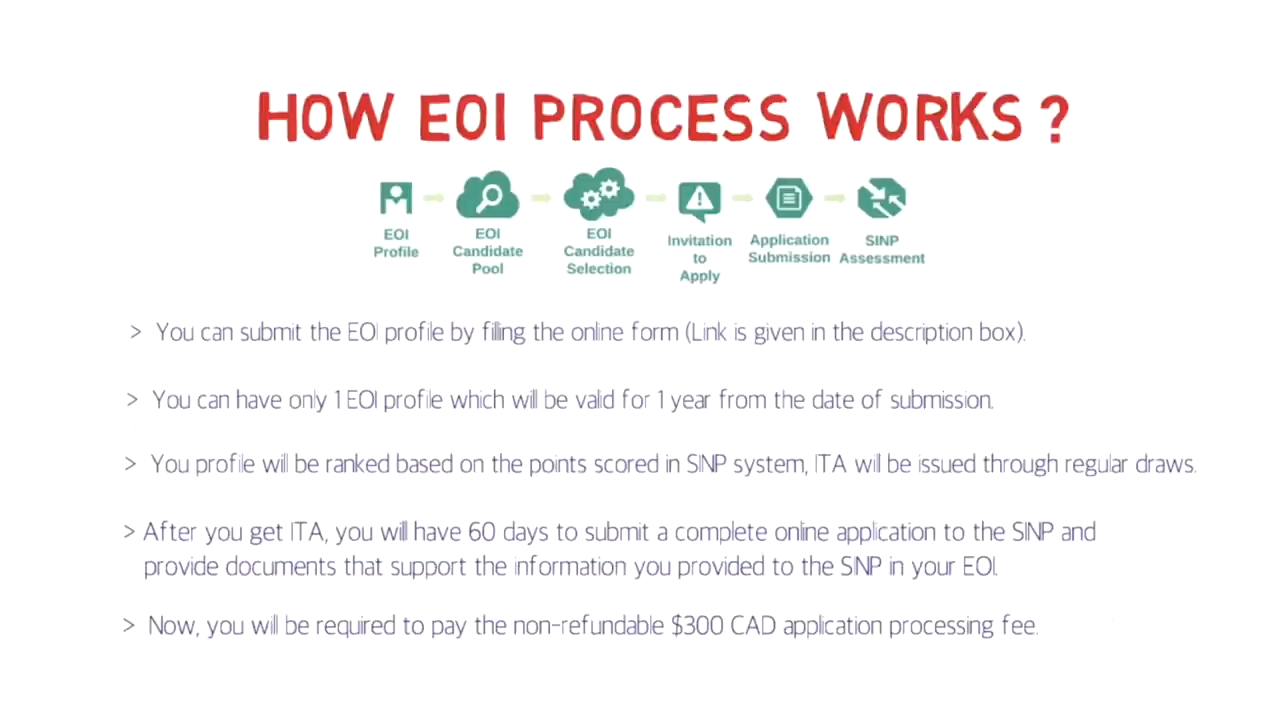 HOW EOI PROCESS WORKS ?
EOI
Profile
EOI
Candidate
Pool
EOI
Candidate
Selection
Invitation
to
Apply
Application
Submission
SINP
Assessment
> You can submit the EOI profile by filling the online form (Link is given in the description box).
> You can have only 1 EOI profile which will be valid for 1 year from the date of submission.
> You profile will be ranked based on the points scored in SINP system, ITA will be issued through regular draws.
> After you get ITA, you will have 60 days to submit a complete online application to the SINP and
provide documents that support the information you provided to the SINP in your EOI.
> Now, you will be required to pay the non-refundable $300 CAD application processing fee.